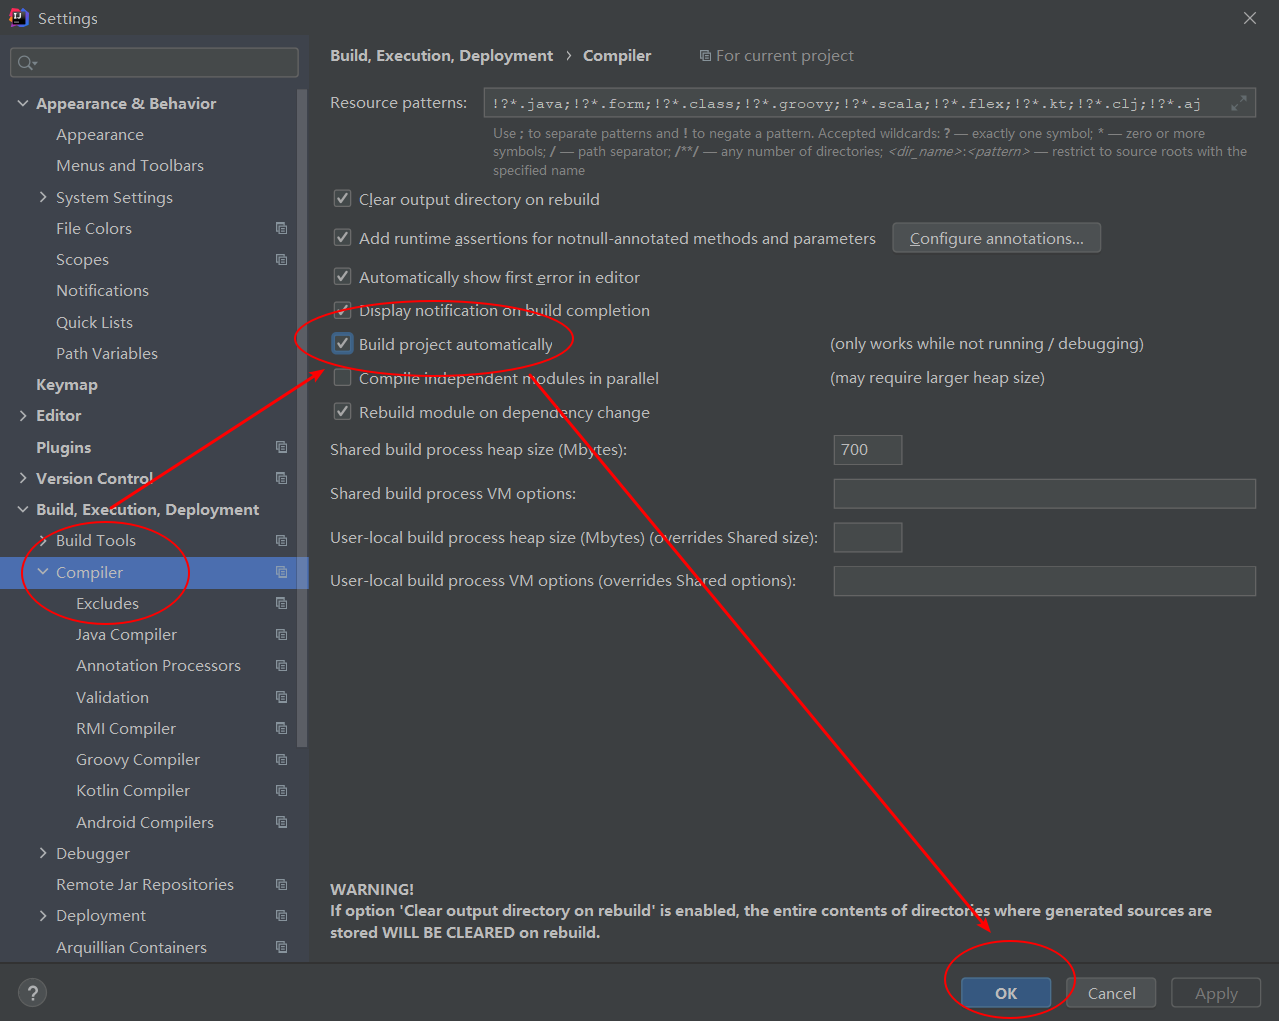 Settings
Appearance & Behavior
Appearance
Menus and Toolbars
System Settings
File Colors
Scopes
Notifications
Quick Lists
Path Variables
Keymap
Editor
Plugins
Version Control
Build, Execution, Deployment
Build Tools
Compiler
Excludes
Java Compiler
Annotation Processors
Validation
RMI Compiler
Groovy Compiler
Kotlin Compiler
Android Compilers
Debugger
Remote Jar Repositories
Deployment
Arquillian Containers
Build, Execution, Deployment › Compiler For current project
Resource patterns: !?*.java;!?*.form;!?*.class;!?*.groovy;!?*.scala;!?*.flex;!?*.kt;!?*.clj;!?*.aj
Use ; to separate patterns and ! to negate a pattern. Accepted wildcards: ? — exactly one symbol; * — zero or more
symbols; / — path separator; /**/ — any number of directories; <dir_name>:<pattern> — restrict to source roots with the
specified name
Clear output directory on rebuild
Add runtime assertions for notnull-annotated methods and parameters Configure annotations...
Automatically show first error in editor
Display notification on build completion
Build project automatically (only works while not running / debugging)
Compile independent modules in parallel (may require larger heap size)
Rebuild module on dependency change
Shared build process heap size (Mbytes): 700
Shared build process VM options:
User-local build process heap size (Mbytes) (overrides Shared size):
User-local build process VM options (overrides Shared options):
WARNING!
If option 'Clear output directory on rebuild' is enabled, the entire contents of directories where generated sources are
stored WILL BE CLEARED on rebuild.
? OK Cancel Apply